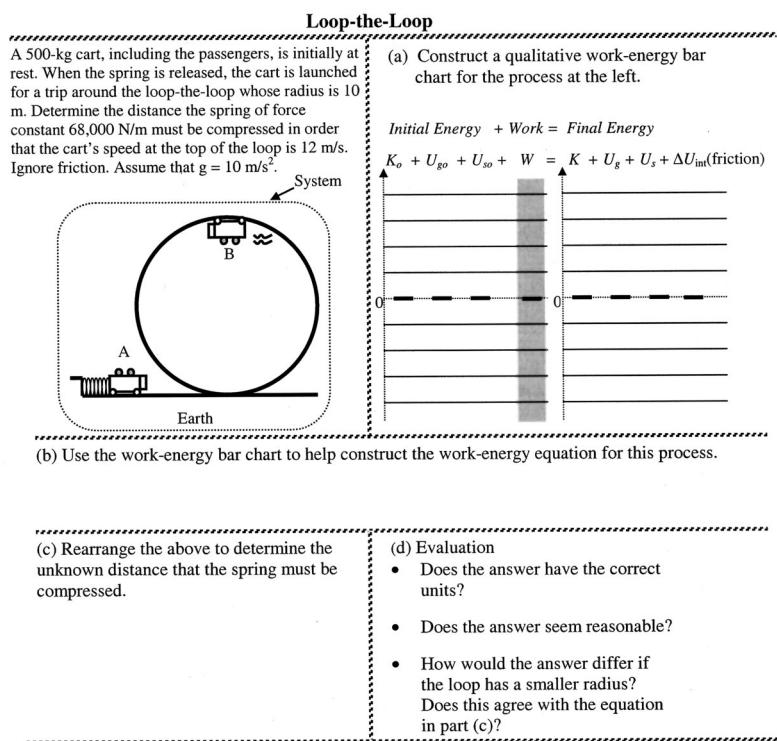 Loop-the-Loop
A 500-kg cart, including the passengers, is initially at
rest. When the spring is released, the cart is launched
for a trip around the loop-the-loop whose radius is 10
m. Determine the distance the spring of force
constant 68,000 N/m must be compressed in order
that the cart's speed at the top of the loop is 12 m/s.
Ignore friction. Assume that g = 10 m/s².
System
B
A
Earth
(a) Construct a qualitative work-energy bar
chart for the process at the left.
Initial Energy + Work = Final Energy
Kₒ + U_go + U_so + W = K + U_g + U_s + ΔU_int(friction)
0
0
(b) Use the work-energy bar chart to help construct the work-energy equation for this process.
(c) Rearrange the above to determine the
unknown distance that the spring must be
compressed.
(d) Evaluation
• Does the answer have the correct
units?
• Does the answer seem reasonable?
• How would the answer differ if
the loop has a smaller radius?
Does this agree with the equation
in part (c)?